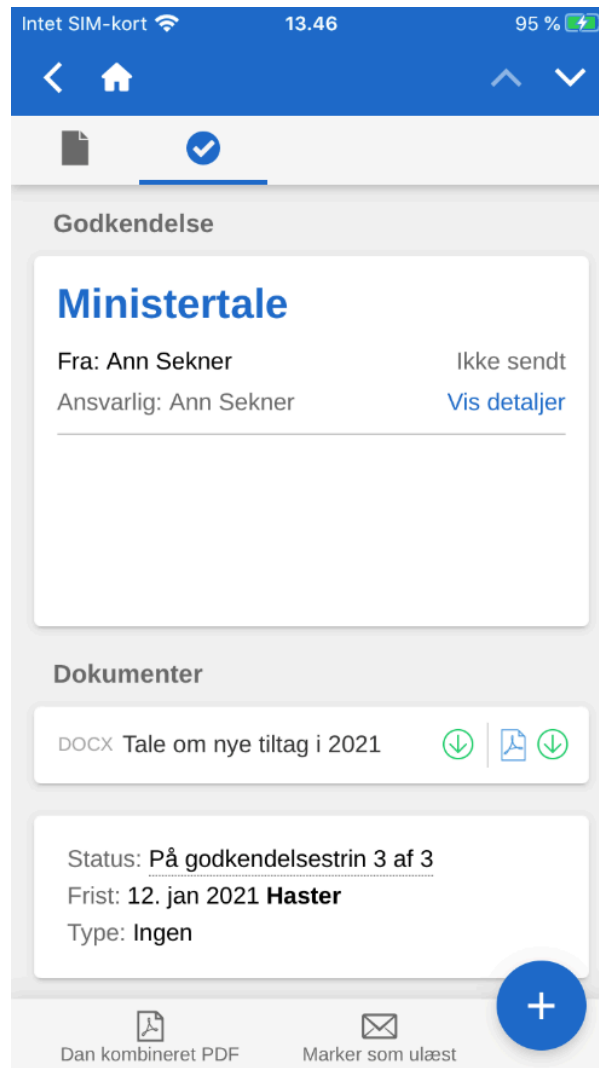 Intet SIM-kort 13.46 95 %
Godkendelse
Ministertale
Fra: Ann Sekner Ikke sendt
Ansvarlig: Ann Sekner Vis detaljer
Dokumenter
DOCX Tale om nye tiltag i 2021
Status: På godkendelsestrin 3 af 3
Frist: 12. jan 2021 Haster
Type: Ingen
Dan kombineret PDF Marker som ulæst